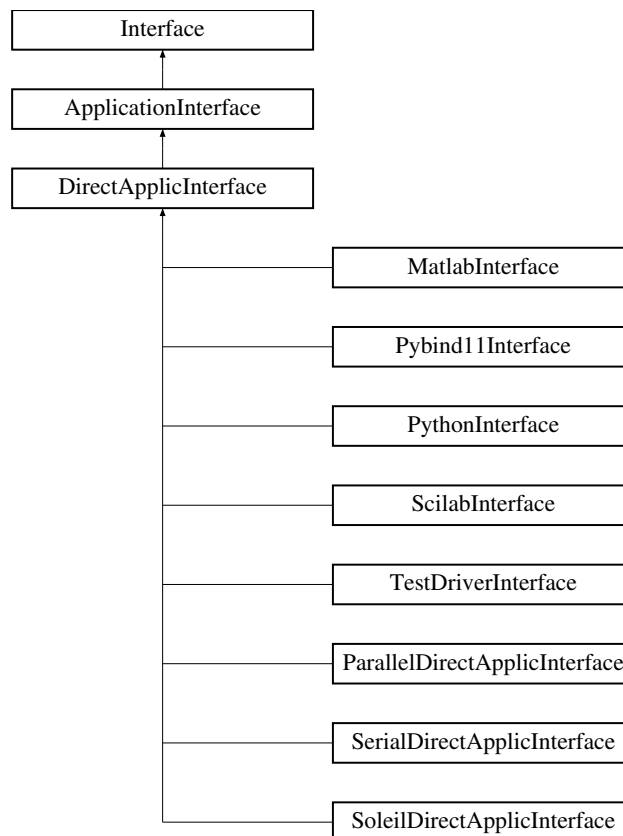 Interface
ApplicationInterface
DirectApplicInterface
MatlabInterface
Pybind11Interface
PythonInterface
ScilabInterface
TestDriverInterface
ParallelDirectApplicInterface
SerialDirectApplicInterface
SoleilDirectApplicInterface